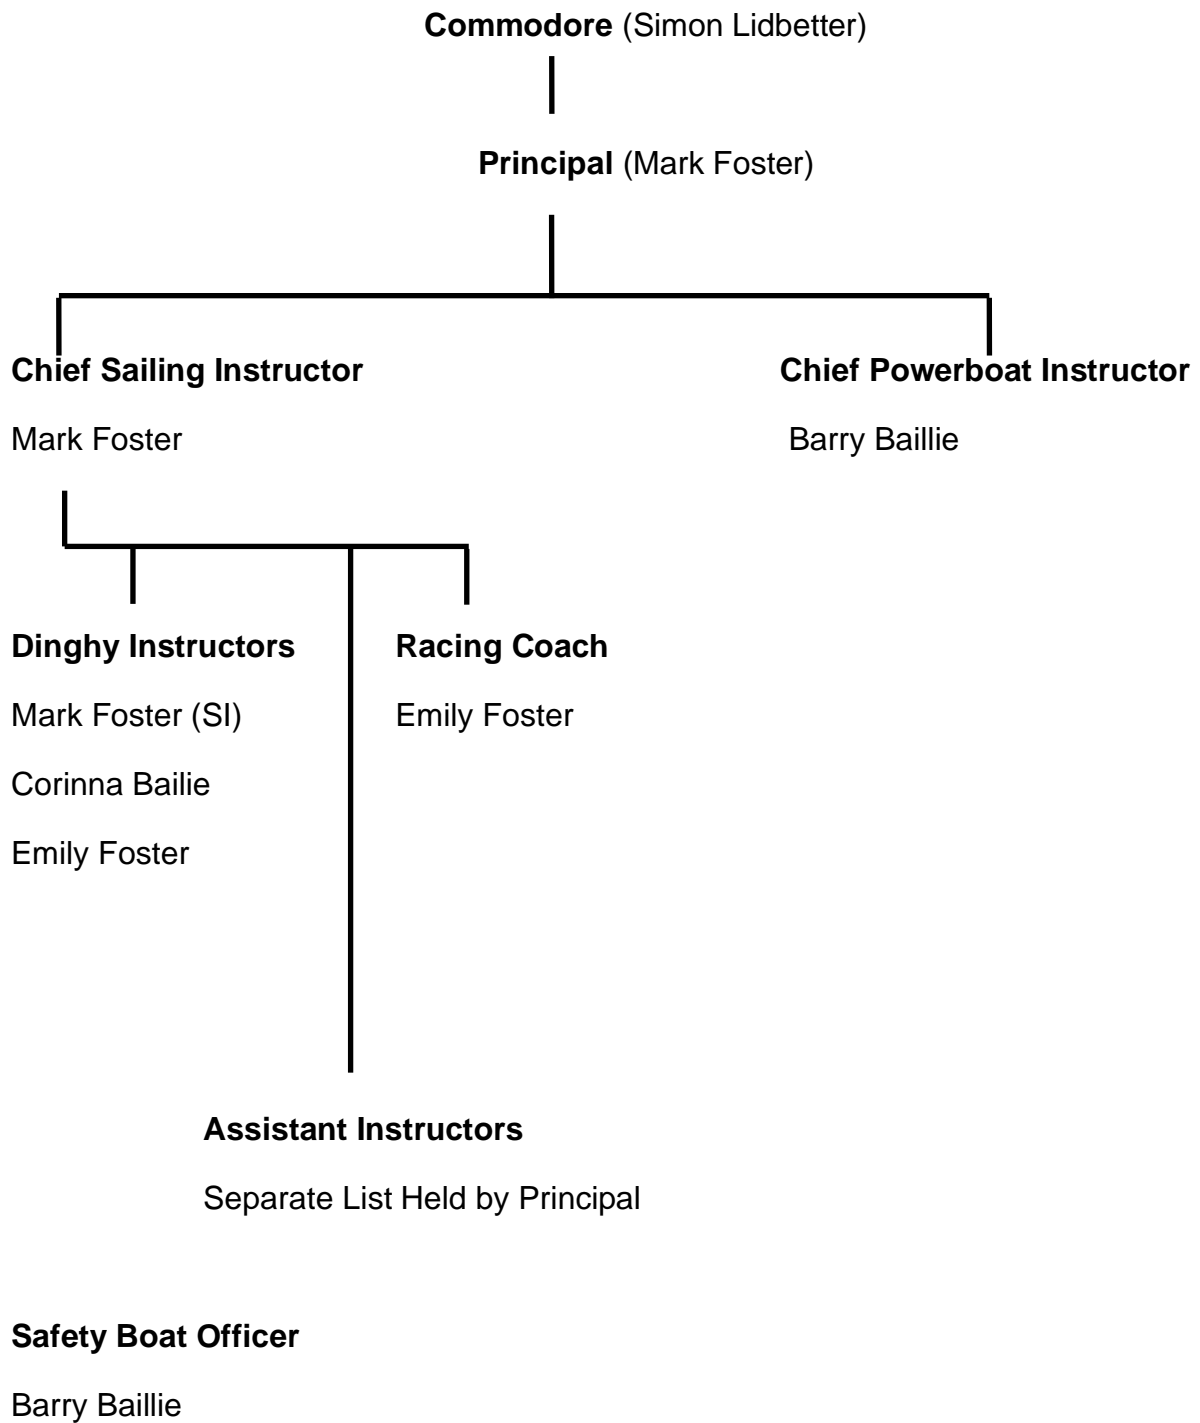 Commodore (Simon Lidbetter)
Principal (Mark Foster)
Chief Sailing Instructor
Mark Foster
Chief Powerboat Instructor
Barry Baillie
Dinghy Instructors
Mark Foster (SI)
Corinna Bailie
Emily Foster
Racing Coach
Emily Foster
Assistant Instructors
Separate List Held by Principal
Safety Boat Officer
Barry Baillie